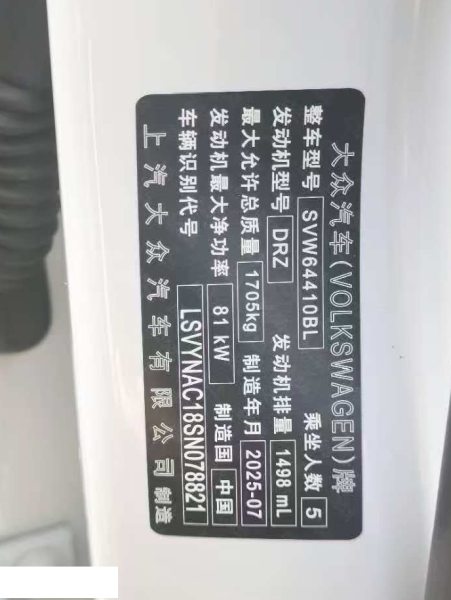 大众汽车(VOLKSWAGEN)牌
整车型号 SVW64410BL 乘坐人数 5
发动机型号 DRZ 发动机排量 1498 mL
最大允许总质量 1705kg 制造年月 2025-07
发动机最大净功率 81 kW 制造国 中国
车辆识别代号 LSVYNAC18SN078821
上汽大众汽车有限公司制造